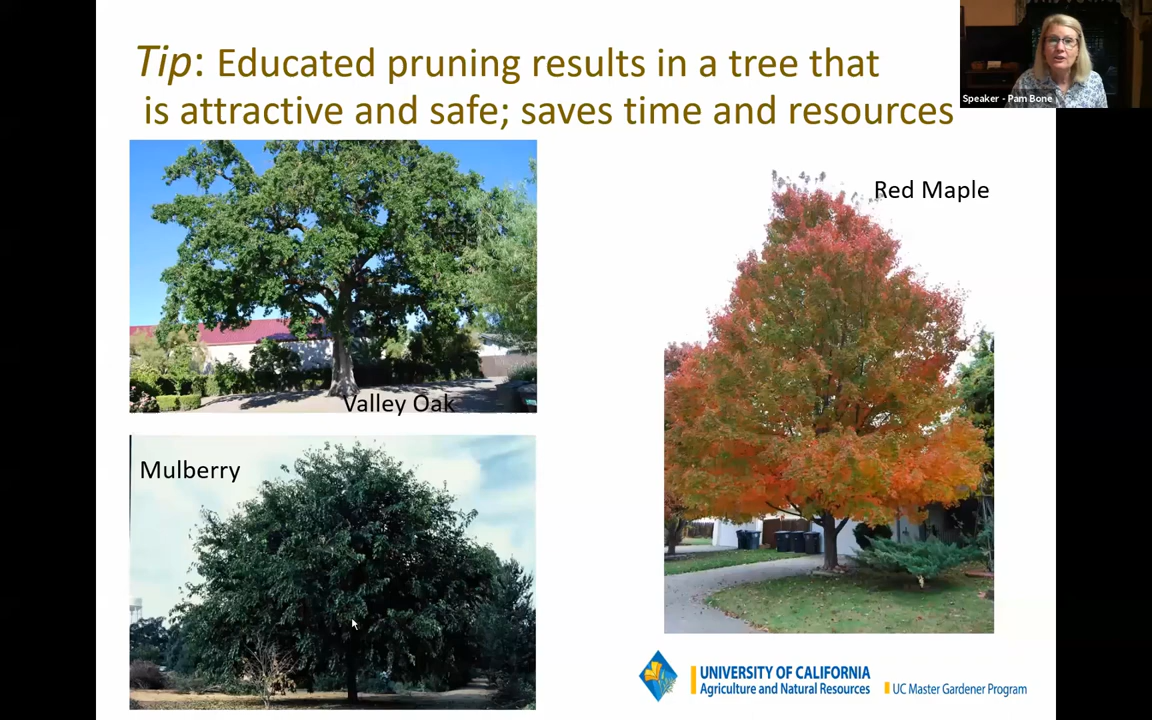 Tip: Educated pruning results in a tree that
is attractive and safe; saves time and resources
Speaker - Pam Bone
Red Maple
Valley Oak
Mulberry
UNIVERSITY OF CALIFORNIA
Agriculture and Natural Resources
UC Master Gardener Program